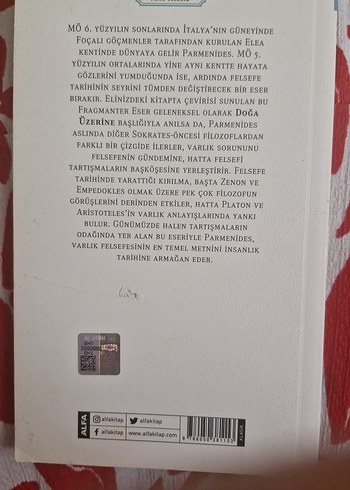 MÖ 6. YÜZYILIN SONLARINDA İTALYA'NIN GÜNEYİNDE
FOÇALI GÖÇMENLER TARAFINDAN KURULAN ELEA
KENTİNDE DÜNYAYA GELİR PARMENİDES. MÖ 5.
YÜZYILIN ORTALARINDA YİNE AYNI KENTTE HAYATA
GÖZLERİNİ YUMDUĞUNDA İSE, ARDINDA FELSEFE
TARİHİNİN SEYRİNİ TÜMDEN DEĞİŞTİRECEK BİR ESER
BIRAKIR. ELİNİZDEKİ KİTAPTA ÇEVİRİSİ SUNULAN BU
FRAGMANTER ESER GELENEKSEL OLARAK DOĞA
ÜZERİNE BAŞLIĞIYLA ANILSA DA, PARMENİDES
ASLINDA DİĞER SOKRATES-ÖNCESİ FİLOZOFLARDAN
FARKLI BİR ÇİZGİDE İLERLER, VARLIK SORUNUNU
FELSEFENİN GÜNDEMİNE, HATTA FELSEFİ
TARTIŞMALARIN BAŞKÖŞESİNE YERLEŞTİRİR. FELSEFE
TARİHİNDE YARATTIĞI KIRILMA, BAŞTA ZENON VE
EMPEDOKLES OLMAK ÜZERE PEK ÇOK FİLOZOFUN
GÖRÜŞLERİNİ DERİNDEN ETKİLER, HATTA PLATON VE
ARİSTOTELES'İN VARLIK ANLAYIŞLARINDA YANKI
BULUR. GÜNÜMÜZDE HALEN TARTIŞMALARIN
ODAĞINDA YER ALAN BU ESERİYLE PARMENİDES,
VARLIK FELSEFESİNİN EN TEMEL METNİNİ İNSANLIK
TARİHİNE ARMAĞAN EDER.
ALFA
alfakitap
alfakitap
alfakitap
www.alfakitap.com
KLASİK